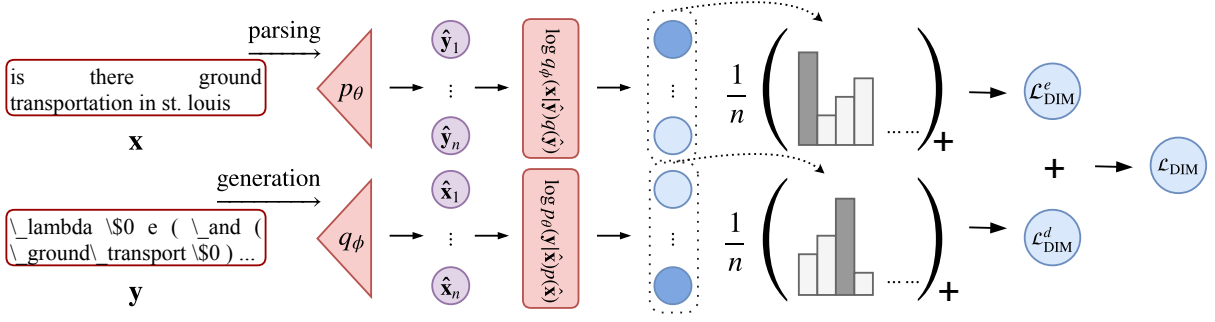 parsing
is there ground
transportation in st. louis
x
p_θ
ŷ_1
⋮
ŷ_n
log q_ϕ(x|ŷ)q(ŷ)
⋮
1/n ( ...... ) +
ℒ^e_DIM
generation
\_lambda \$0 e ( \_and (
\_ground\_transport \$0 ) ...
y
q_ϕ
x̂_1
⋮
x̂_n
log p_θ(y|x̂)p(x̂)
⋮
1/n ( ...... ) +
ℒ^d_DIM
+
ℒ_DIM